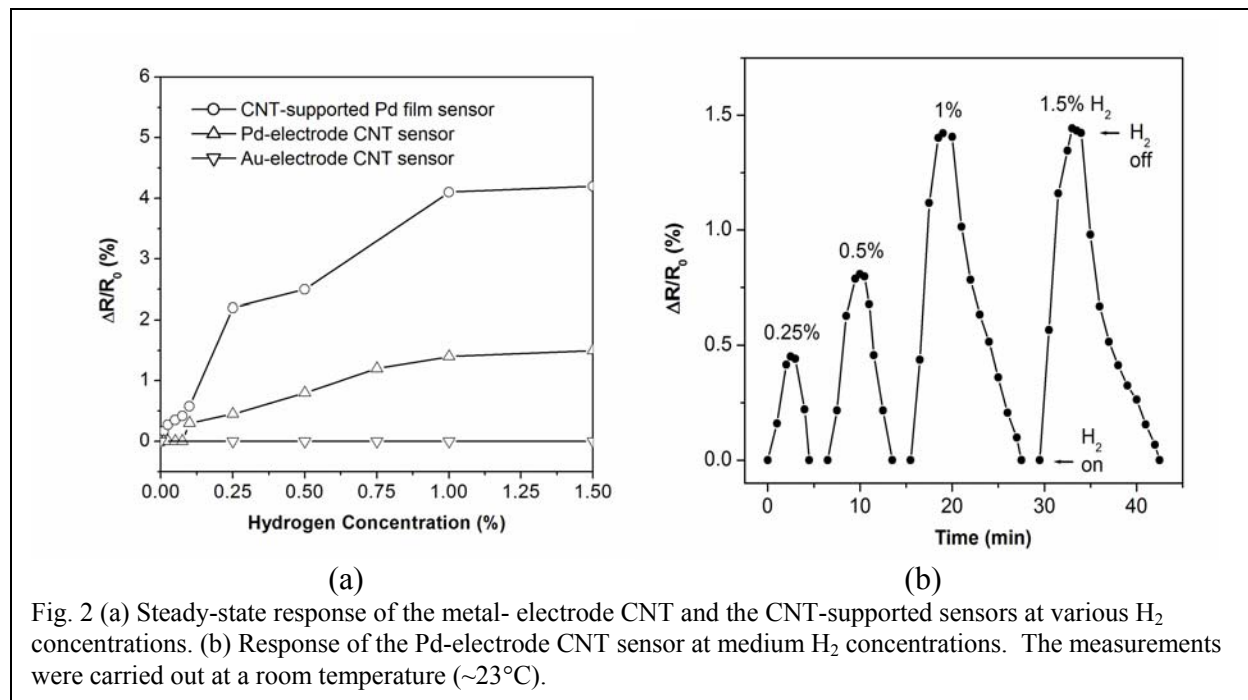 6
5
4
3
2
1
0
ΔR/R₀ (%)
CNT-supported Pd film sensor
Pd-electrode CNT sensor
Au-electrode CNT sensor
0.00 0.25 0.50 0.75 1.00 1.25 1.50
Hydrogen Concentration (%)
(a)
1.5
1.0
0.5
0.0
ΔR/R₀ (%)
0.25%
0.5%
1%
1.5% H₂
H₂
off
H₂
on
0 10 20 30 40
Time (min)
(b)
Fig. 2 (a) Steady-state response of the metal- electrode CNT and the CNT-supported sensors at various H₂
concentrations. (b) Response of the Pd-electrode CNT sensor at medium H₂ concentrations. The measurements
were carried out at a room temperature (~23°C).